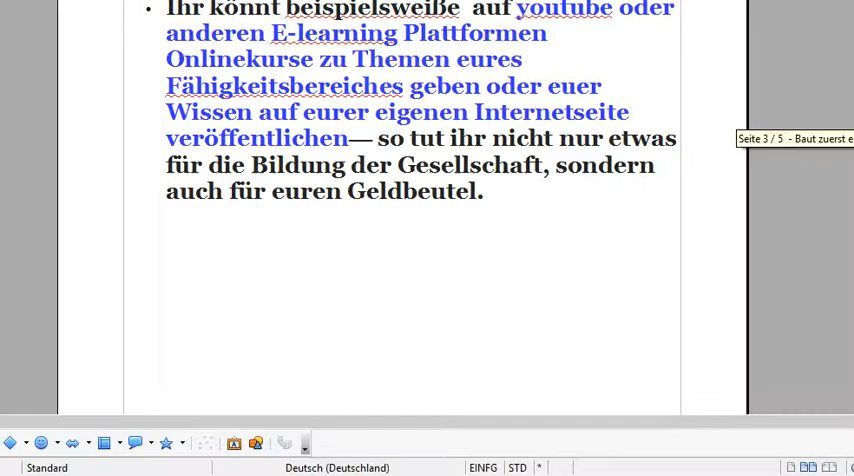 • Ihr könnt beispielsweiße auf youtube oder
anderen E-learning Plattformen
Onlinekurse zu Themen eures
Fähigkeitsbereiches geben oder euer
Wissen auf eurer eigenen Internetseite
veröffentlichen— so tut ihr nicht nur etwas
für die Bildung der Gesellschaft, sondern
auch für euren Geldbeutel.
Seite 3 / 5 - Baut zuerst e
Standard Deutsch (Deutschland) EINFG STD *